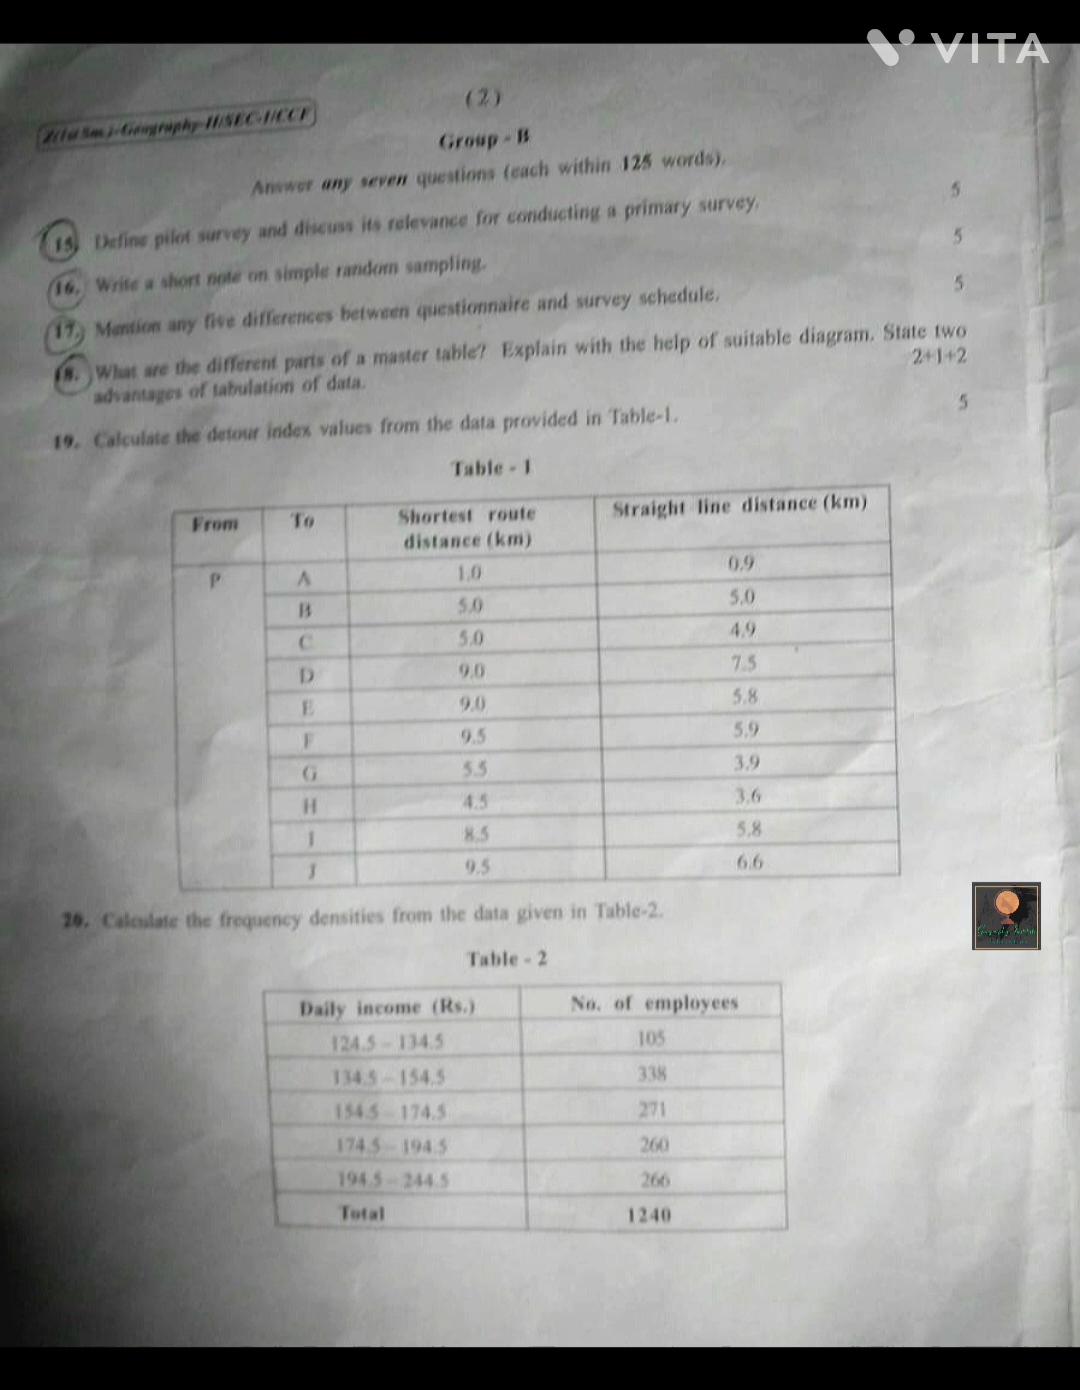 VITA
(2)
Z(1st Sm.)-Geography-H/SEC-1/CCF
Group - B
Answer any seven questions (each within 125 words).
15. Define pilot survey and discuss its relevance for conducting a primary survey. 5
16. Write a short note on simple random sampling. 5
17. Mention any five differences between questionnaire and survey schedule. 5
18. What are the different parts of a master table? Explain with the help of suitable diagram. State two
advantages of tabulation of data. 2+1+2
19. Calculate the detour index values from the data provided in Table-1. 5
Table - 1
From To Shortest route Straight line distance (km)
distance (km)
P A 1.0 0.9
B 5.0 5.0
C 5.0 4.9
D 9.0 7.5
E 9.0 5.8
F 9.5 5.9
G 5.5 3.9
H 4.5 3.6
I 8.5 5.8
J 9.5 6.6
20. Calculate the frequency densities from the data given in Table-2.
Table - 2
Daily income (Rs.) No. of employees
124.5 - 134.5 105
134.5 - 154.5 338
154.5 - 174.5 271
174.5 - 194.5 260
194.5 - 244.5 266
Total 1240